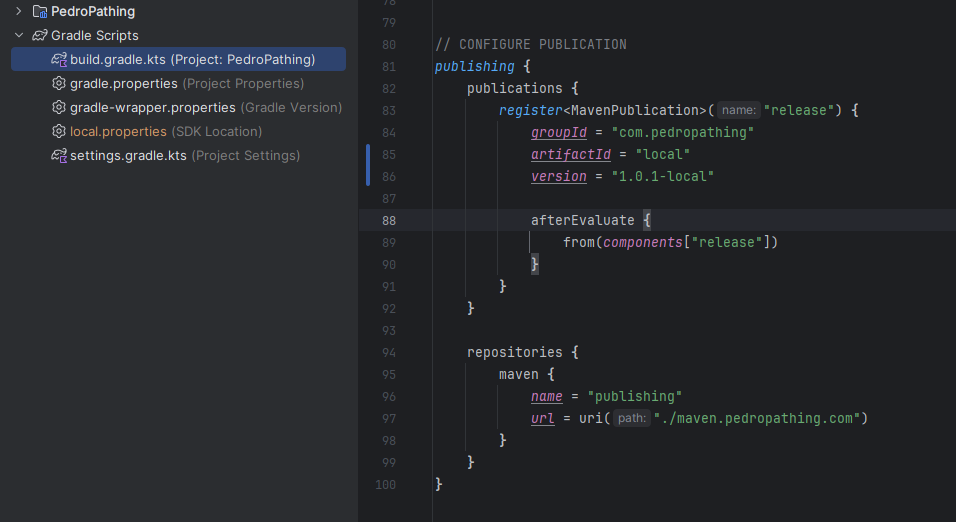 PedroPathing
Gradle Scripts
build.gradle.kts (Project: PedroPathing)
gradle.properties (Project Properties)
gradle-wrapper.properties (Gradle Version)
local.properties (SDK Location)
settings.gradle.kts (Project Settings)
78
79
80 // CONFIGURE PUBLICATION
81 publishing {
82 publications {
83 register<MavenPublication>( name: "release") {
84 groupId = "com.pedropathing"
85 artifactId = "local"
86 version = "1.0.1-local"
87
88 afterEvaluate {
89 from(components["release"])
90 }
91 }
92 }
93
94 repositories {
95 maven {
96 name = "publishing"
97 url = uri( path: "./maven.pedropathing.com")
98 }
99 }
100 }